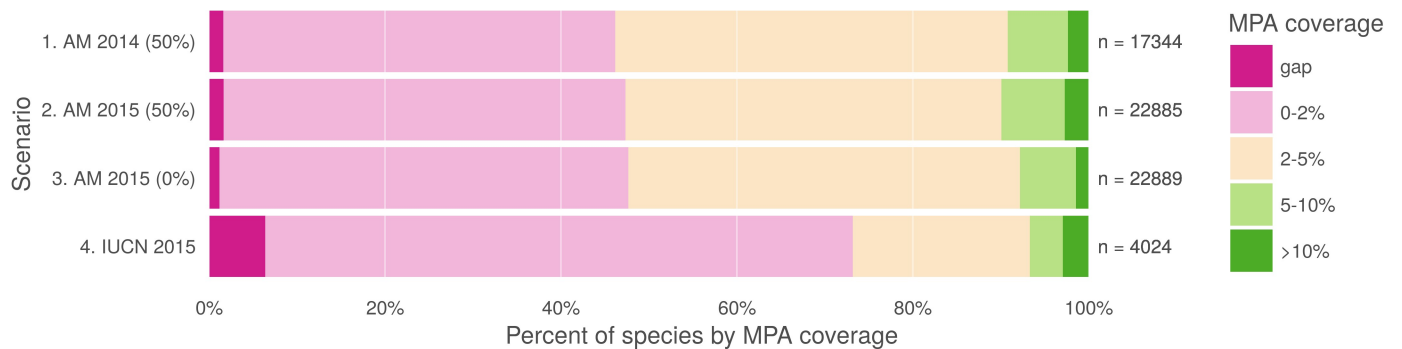 1. AM 2014 (50%)
n = 17344
2. AM 2015 (50%)
n = 22885
3. AM 2015 (0%)
n = 22889
4. IUCN 2015
n = 4024
Scenario
0%
20%
40%
60%
80%
100%
Percent of species by MPA coverage
MPA coverage
gap
0-2%
2-5%
5-10%
>10%